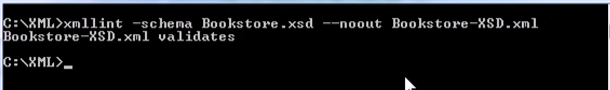 C:\XML>xmllint -schema Bookstore.xsd --noout Bookstore-XSD.xml
Bookstore-XSD.xml validates
C:\XML>_